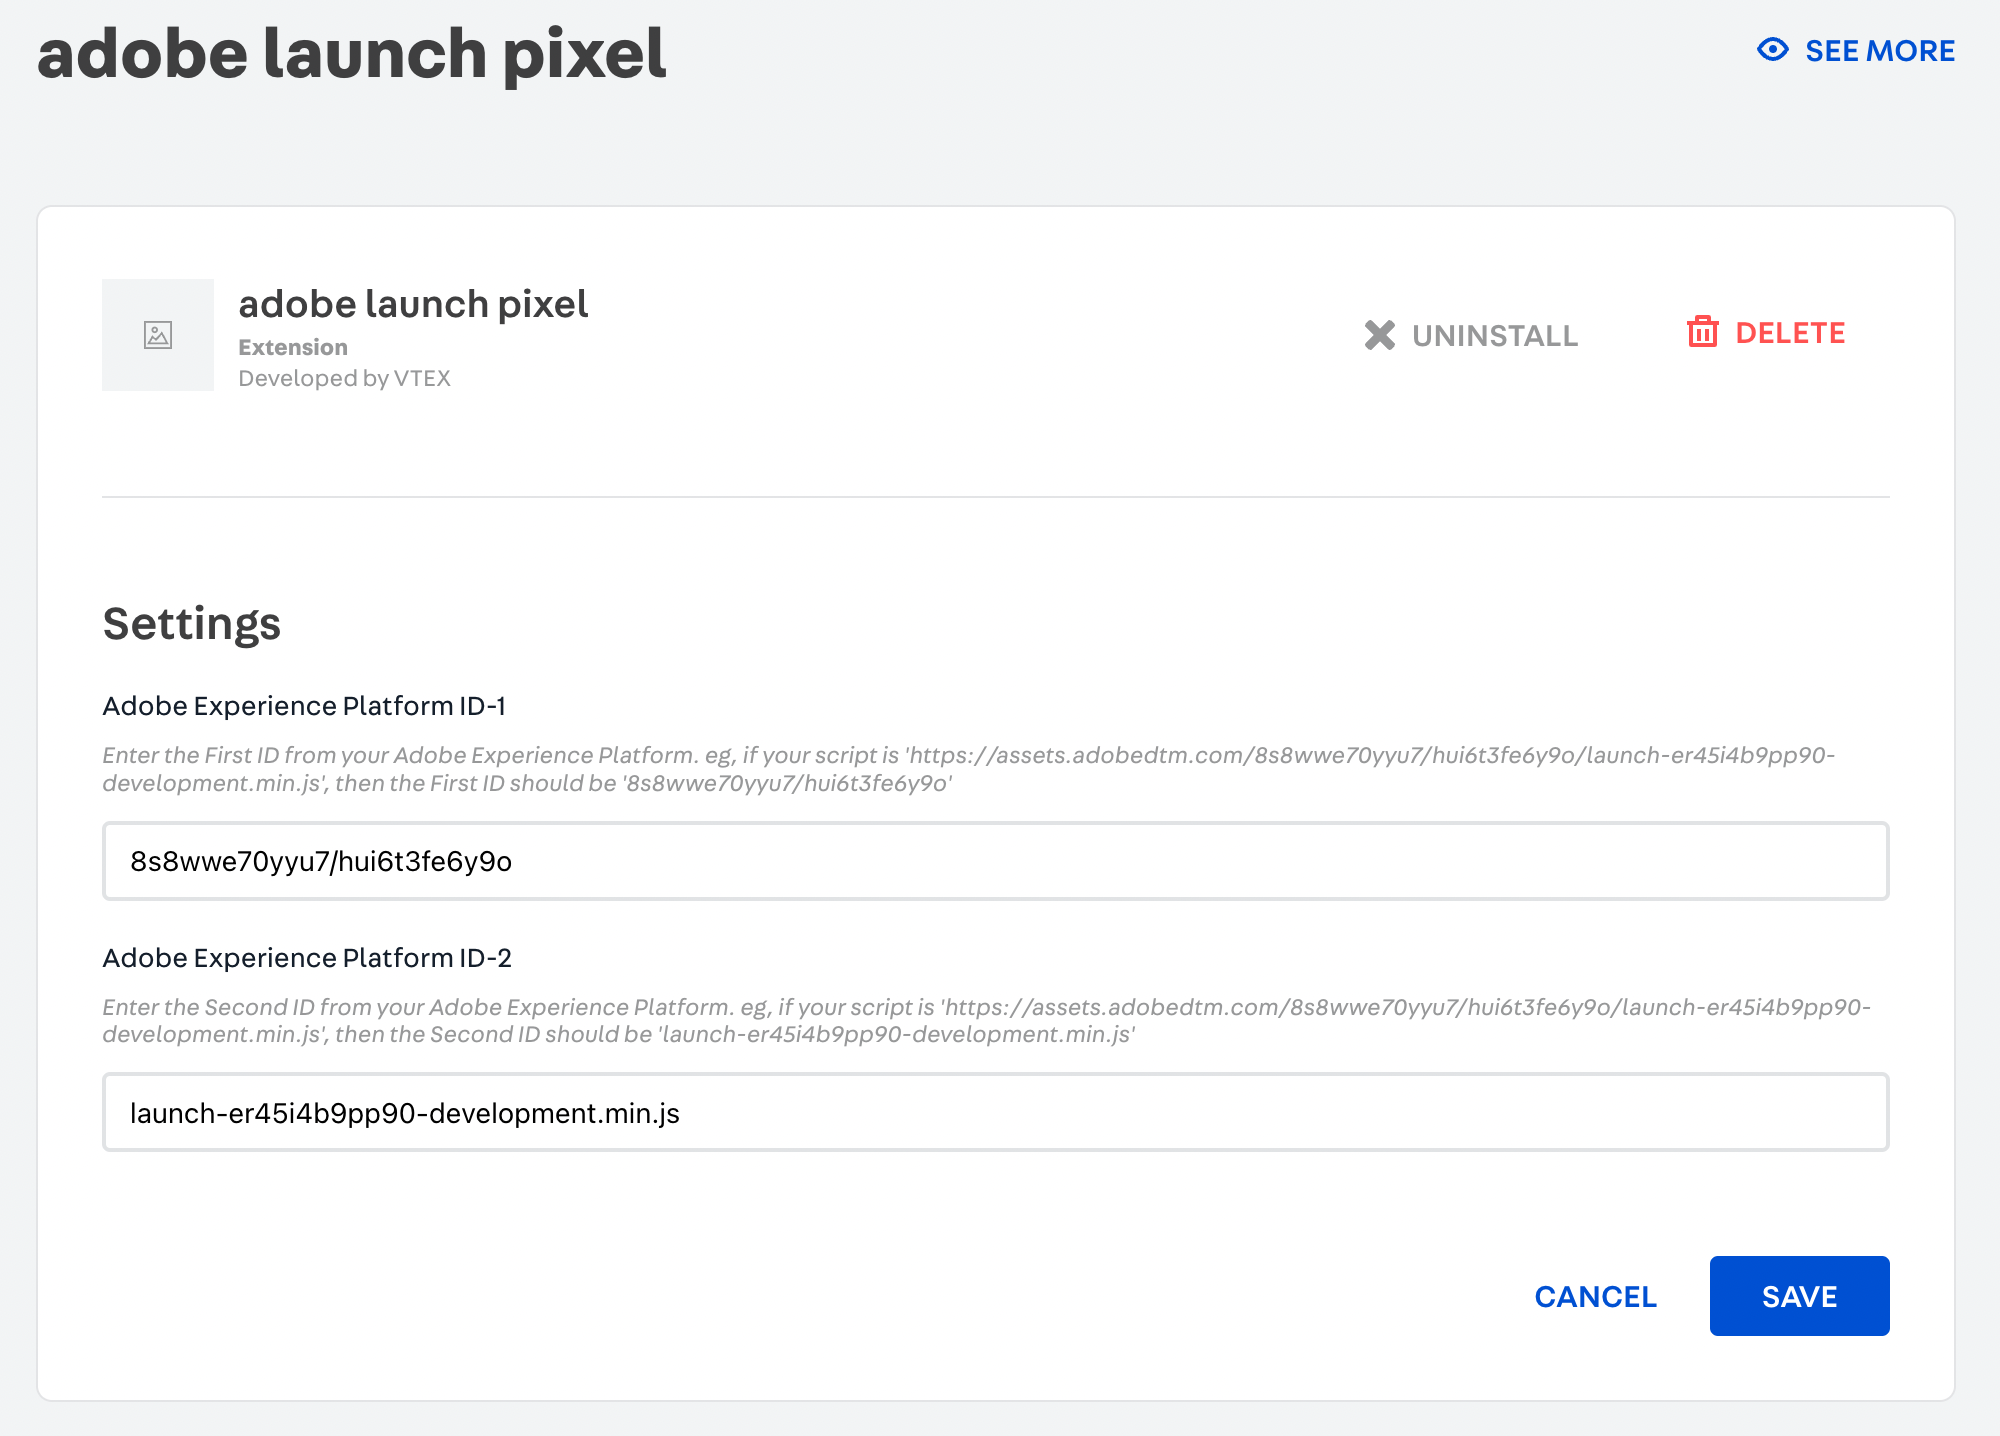 adobe launch pixel
SEE MORE
adobe launch pixel
Extension
Developed by VTEX
UNINSTALL
DELETE
Settings
Adobe Experience Platform ID-1
Enter the First ID from your Adobe Experience Platform. eg, if your script is 'https://assets.adobedtm.com/8s8wwe70yyu7/hui6t3fe6y9o/launch-er45i4b9pp90-
development.min.js', then the First ID should be '8s8wwe70yyu7/hui6t3fe6y9o'
8s8wwe70yyu7/hui6t3fe6y9o
Adobe Experience Platform ID-2
Enter the Second ID from your Adobe Experience Platform. eg, if your script is 'https://assets.adobedtm.com/8s8wwe70yyu7/hui6t3fe6y9o/launch-er45i4b9pp90-
development.min.js', then the Second ID should be 'launch-er45i4b9pp90-development.min.js'
launch-er45i4b9pp90-development.min.js
CANCEL
SAVE